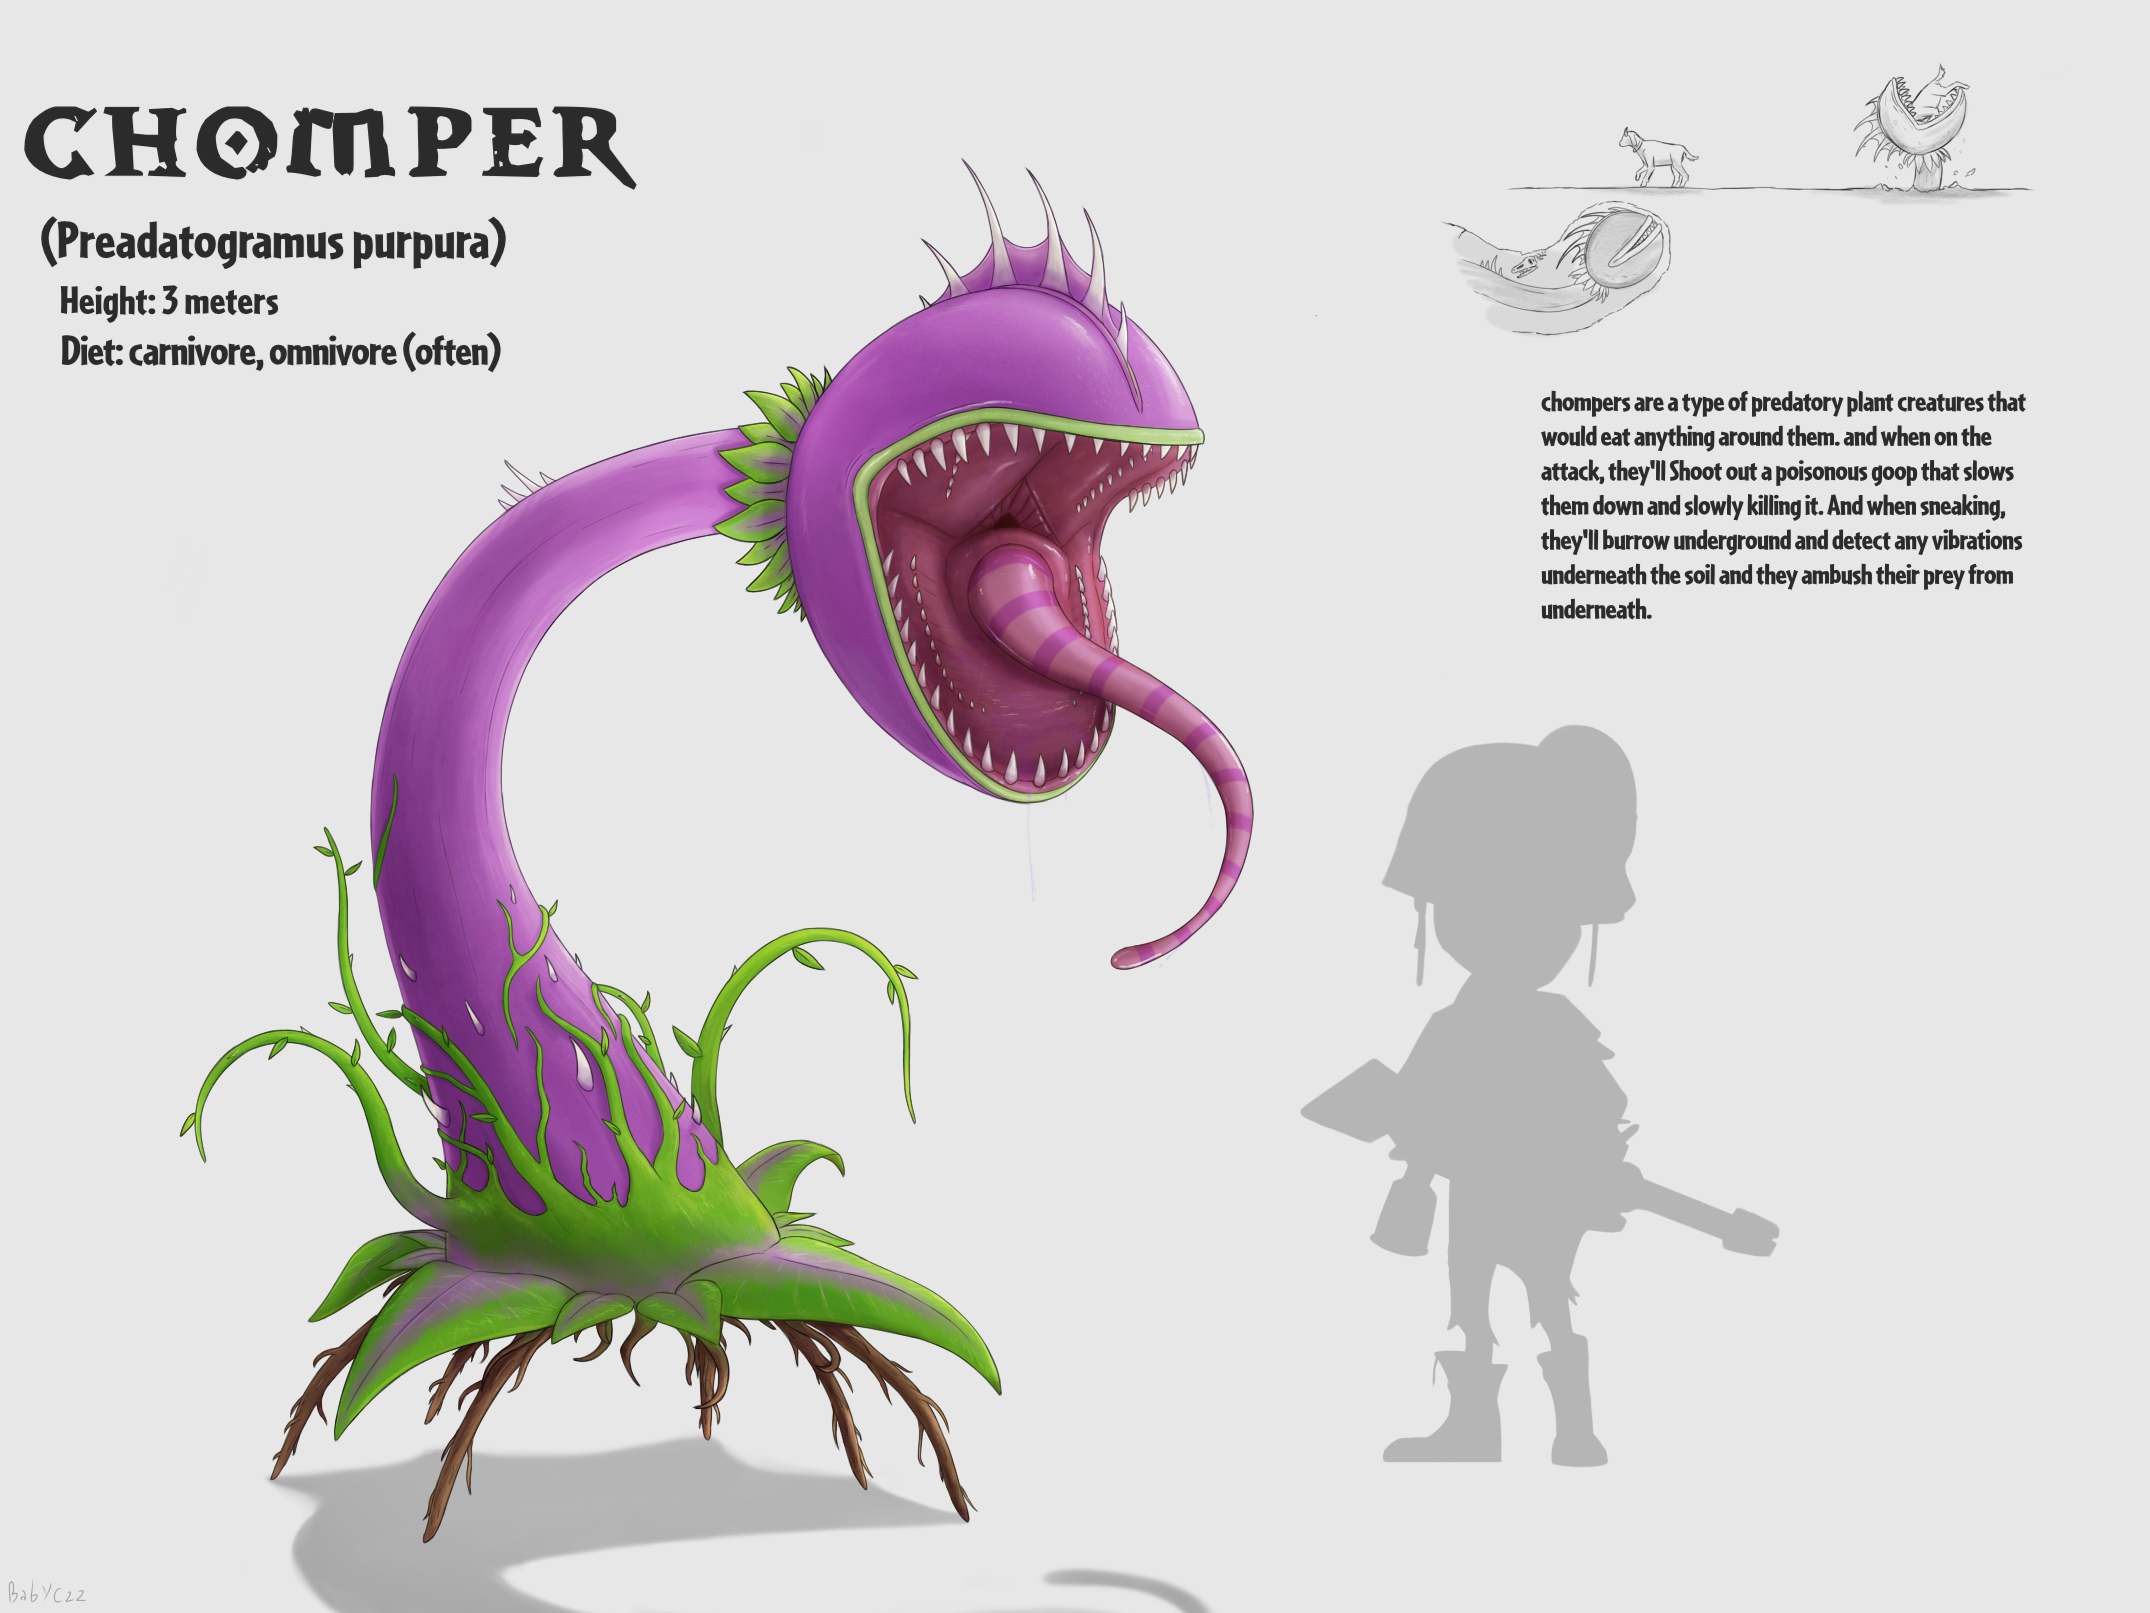 CHOMPER
(Preadatogramus purpura)
Height: 3 meters
Diet: carnivore, omnivore (often)
chompers are a type of predatory plant creatures that
would eat anything around them. and when on the
attack, they'll Shoot out a poisonous goop that slows
them down and slowly killing it. And when sneaking,
they'll burrow underground and detect any vibrations
underneath the soil and they ambush their prey from
underneath.
BabYCzz